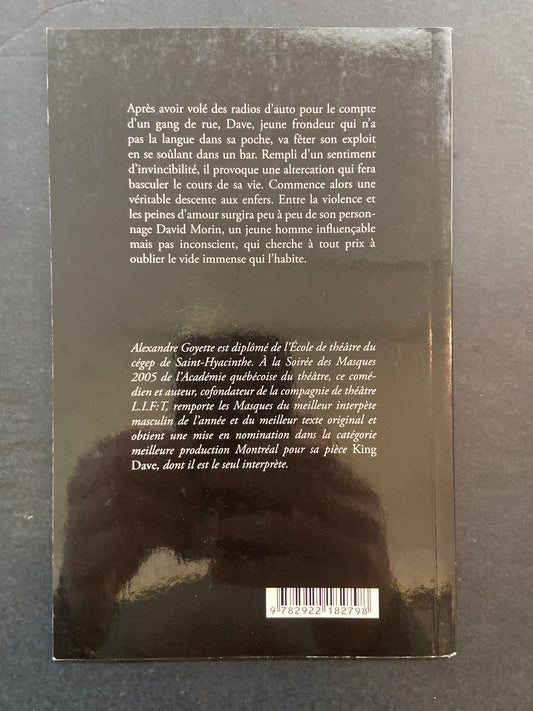 Après avoir volé des radios d'auto pour le compte
d'un gang de rue, Dave, jeune frondeur qui n'a
pas la langue dans sa poche, va fêter son exploit
en se soûlant dans un bar. Rempli d'un sentiment
d'invincibilité, il provoque une altercation qui fera
basculer le cours de sa vie. Commence alors une
véritable descente aux enfers. Entre la violence et
les peines d'amour surgira peu à peu de son person-
nage David Morin, un jeune homme influençable
mais pas inconscient, qui cherche à tout prix à
oublier le vide immense qui l'habite.
Alexandre Goyette est diplômé de l'École de théâtre du
cégep de Saint-Hyacinthe. À la Soirée des Masques
2005 de l'Académie québécoise du théâtre, ce comé-
dien et auteur, cofondateur de la compagnie de théâtre
L.I.F:T, remporte les Masques du meilleur interpète
masculin de l'année et du meilleur texte original et
obtient une mise en nomination dans la catégorie
meilleure production Montréal pour sa pièce King
Dave, dont il est le seul interprète.
9 782922 182798